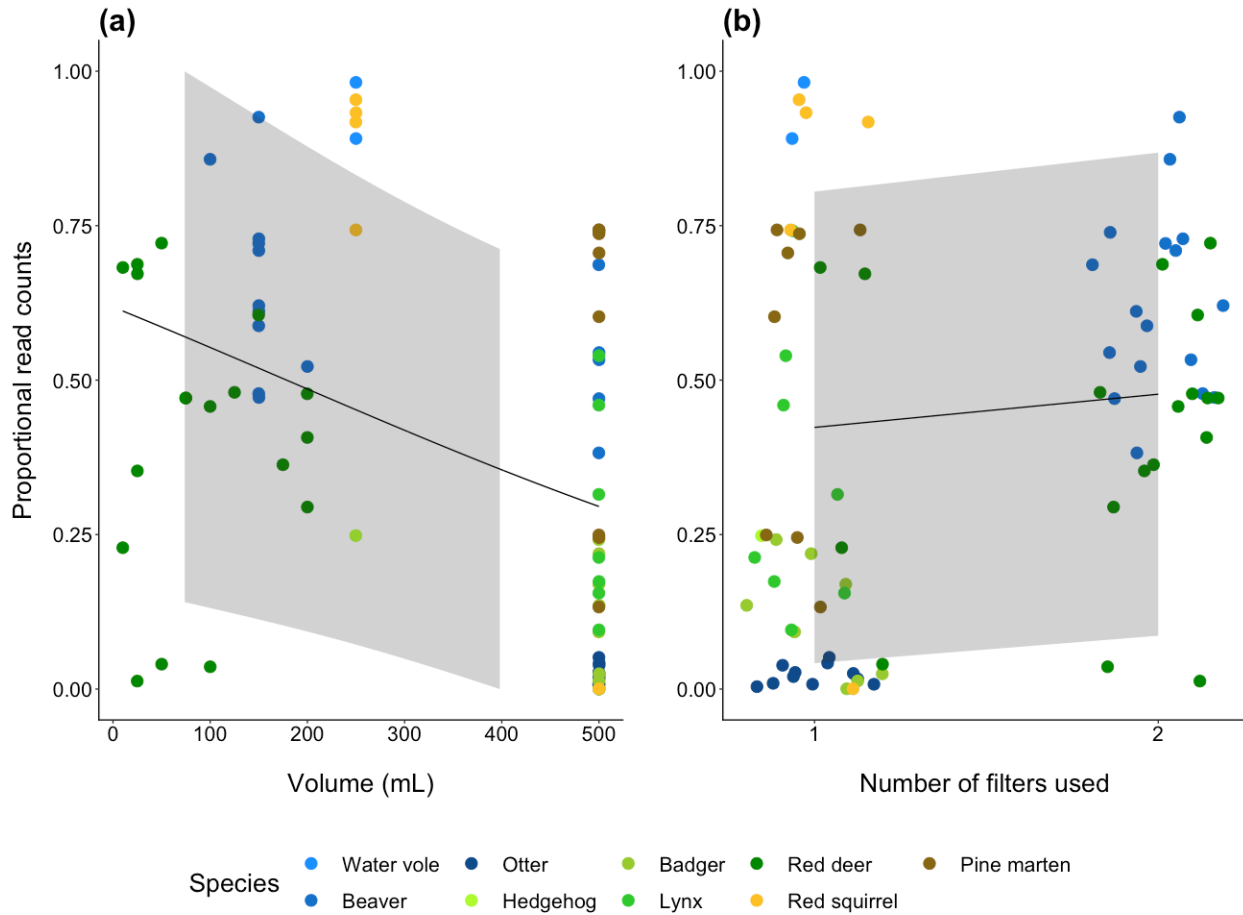 (a)
(b)
Proportional read counts
1.00
0.75
0.50
0.25
0.00
0 100 200 300 400 500
Volume (mL)
1.00
0.75
0.50
0.25
0.00
1 2
Number of filters used
Species
Water vole Otter Badger Red deer Pine marten
Beaver Hedgehog Lynx Red squirrel